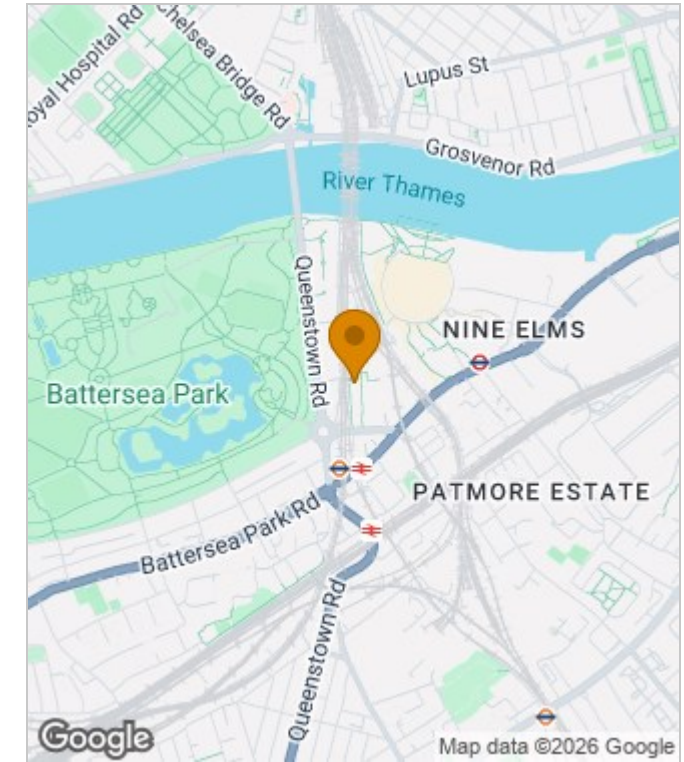 Royal Hospital Rd
Chelsea Bridge Rd
Lupus St
Grosvenor Rd
River Thames
Queenstown Rd
NINE ELMS
Battersea Park
PATMORE ESTATE
Battersea Park Rd
Queenstown Rd
Google
Map data ©2026 Google